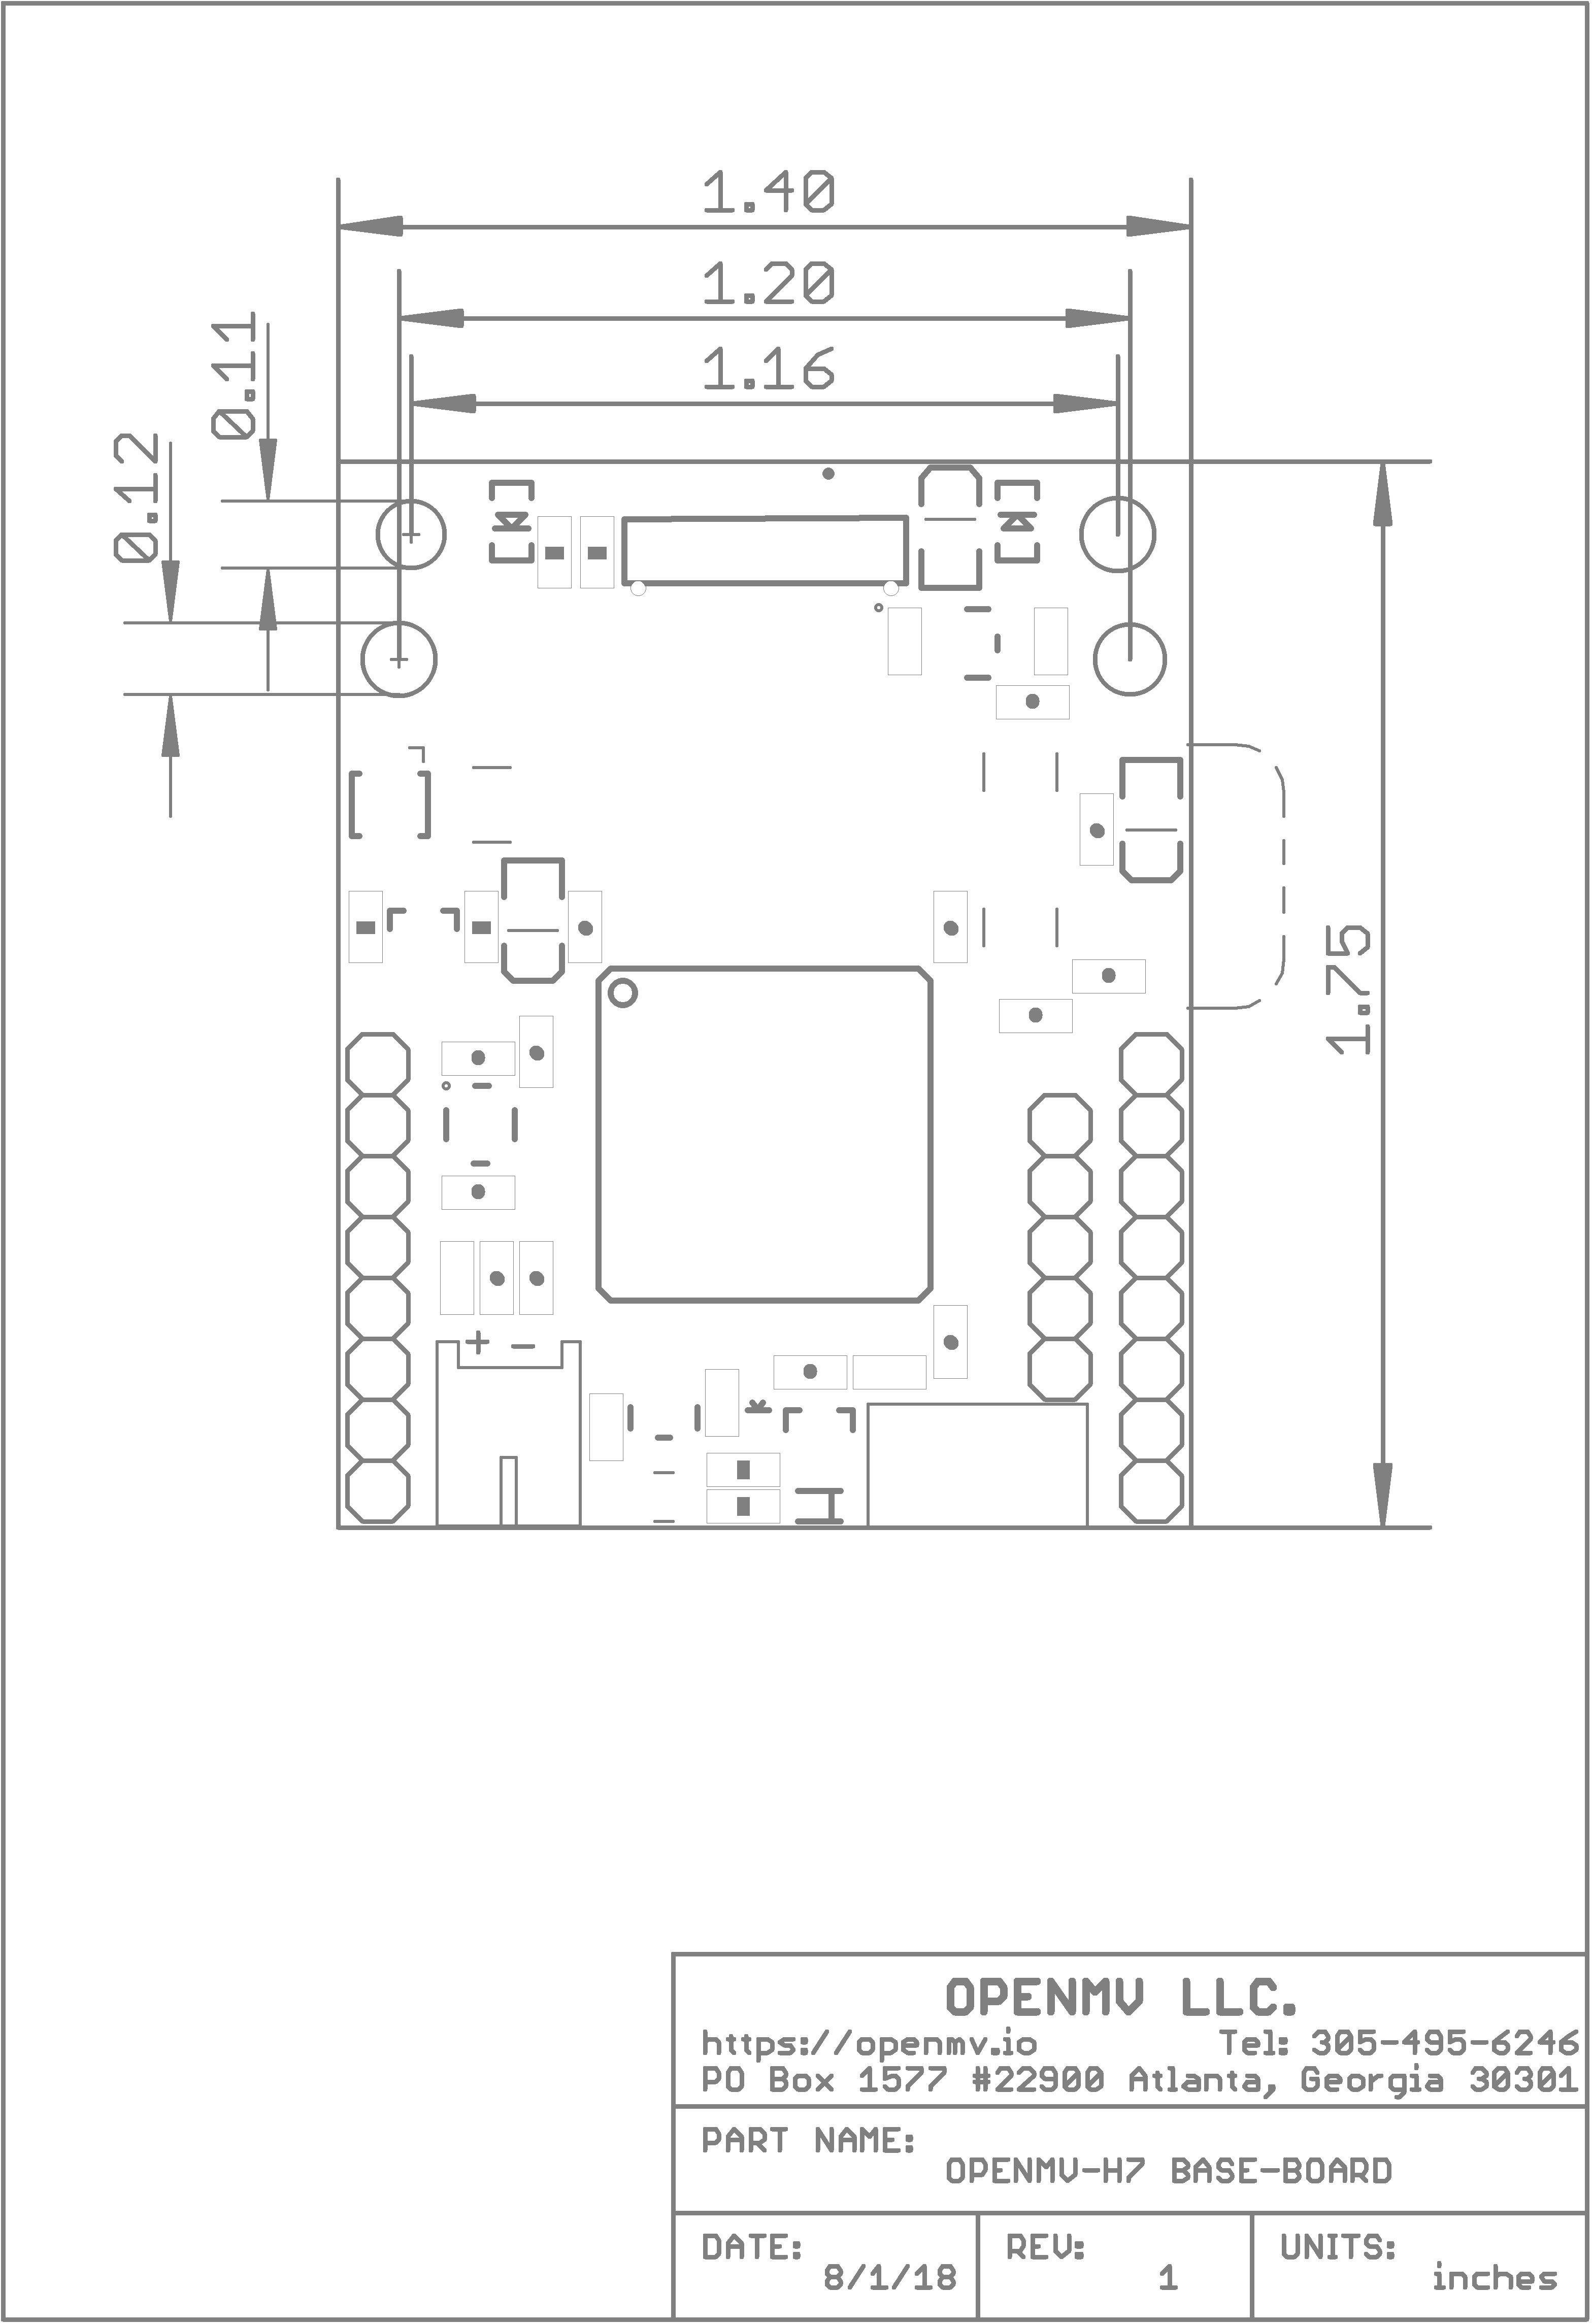 1.40
1.20
1.16
0.11
0.12
1.75
+ -
OPENMV LLC.
https://openmv.io Tel: 305-495-6246
PO Box 1577 #22900 Atlanta, Georgia 30301
PART NAME:
OPENMV-H7 BASE-BOARD
DATE: REV: UNITS:
8/1/18 1 inches